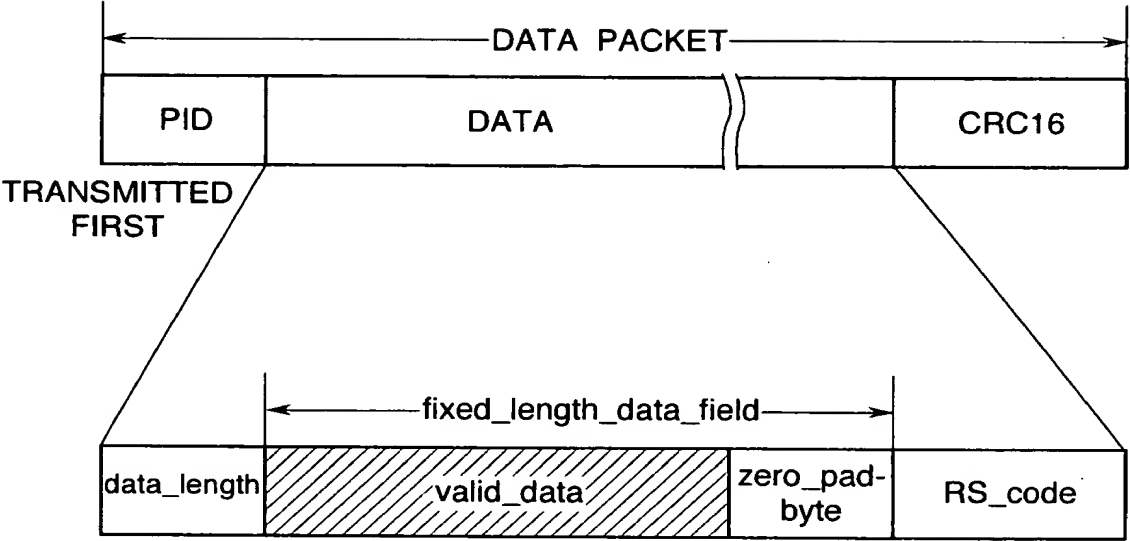 DATA PACKET
PID
DATA
CRC16
TRANSMITTED
FIRST
fixed_length_data_field
data_length
valid_data
zero_pad-
byte
RS_code